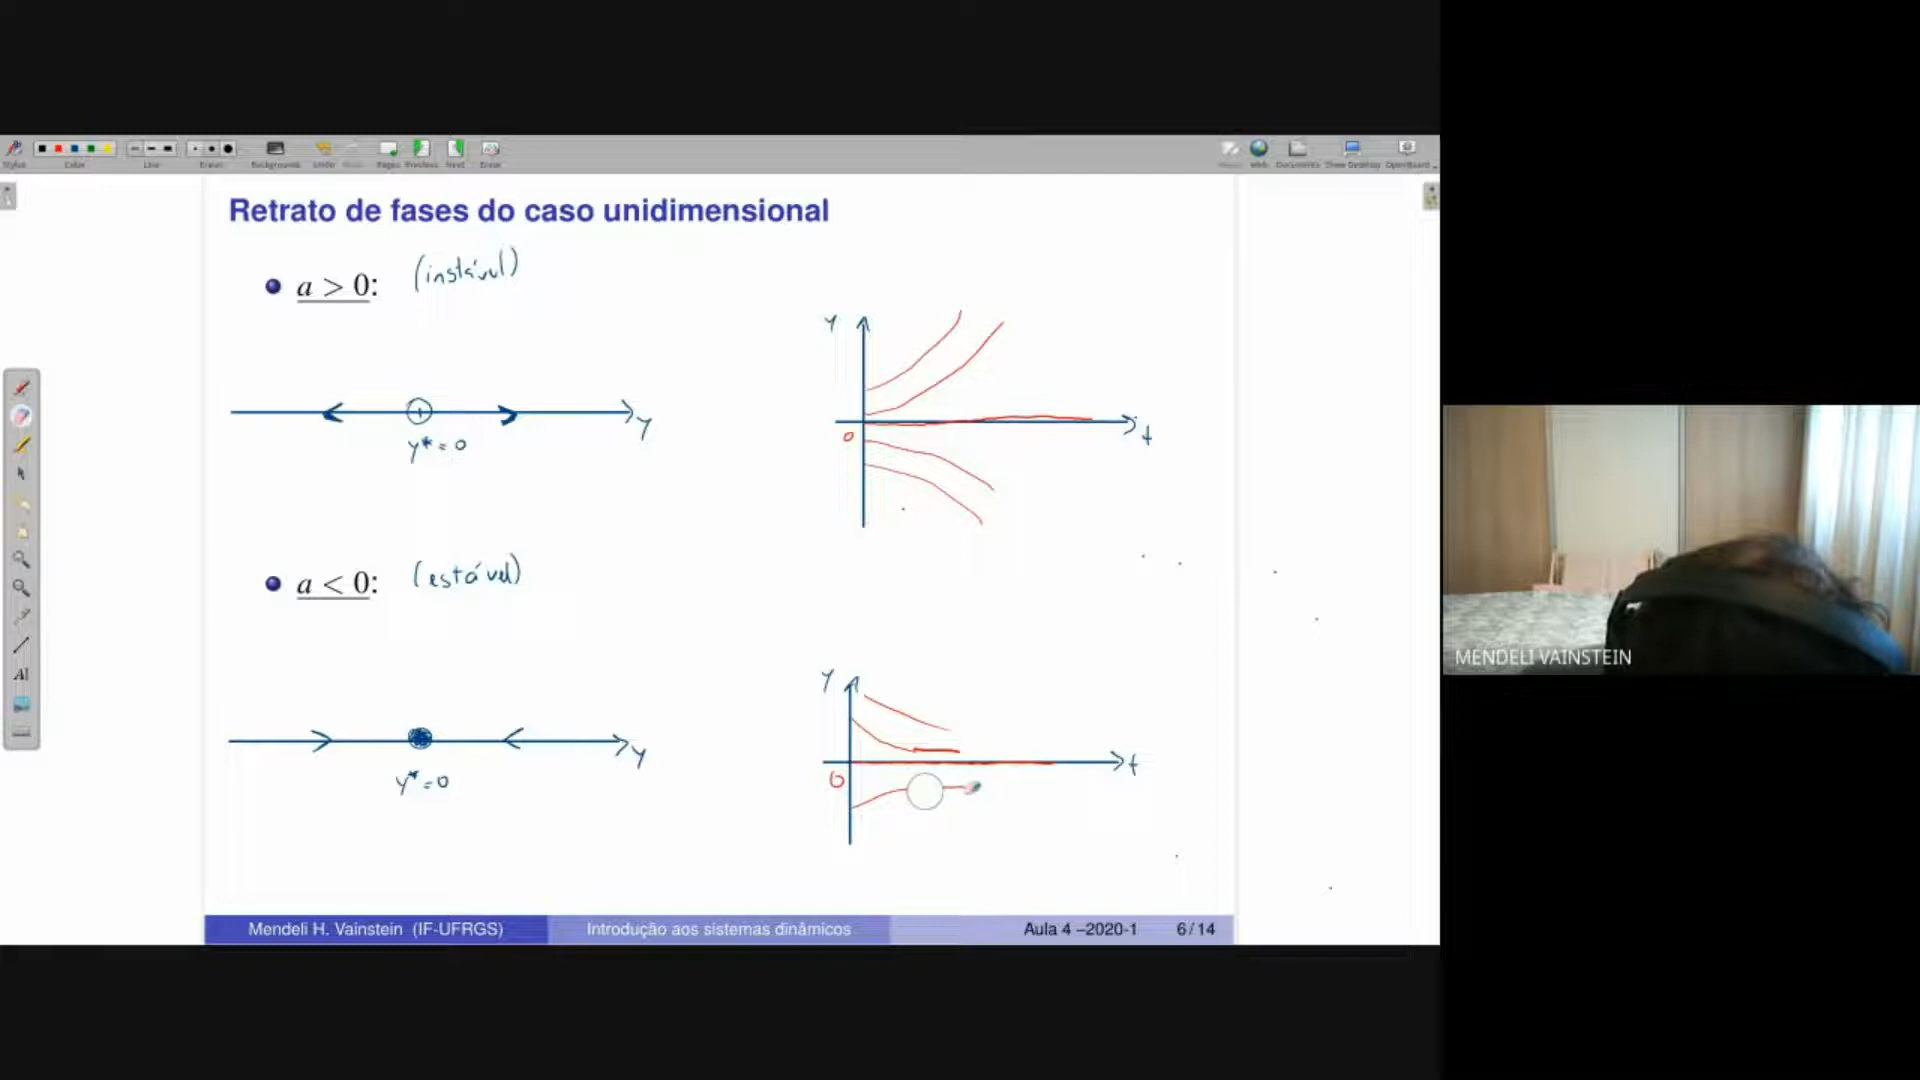 Retrato de fases do caso unidimensional
a > 0: (instável)
y
y
y* = 0
0
t
a < 0: (estável)
y
y
y* = 0
0
t
Mendeli H. Vainstein (IF-UFRGS) Introdução aos sistemas dinâmicos Aula 4 –2020-1 6 / 14
MENDELI VAINSTEIN